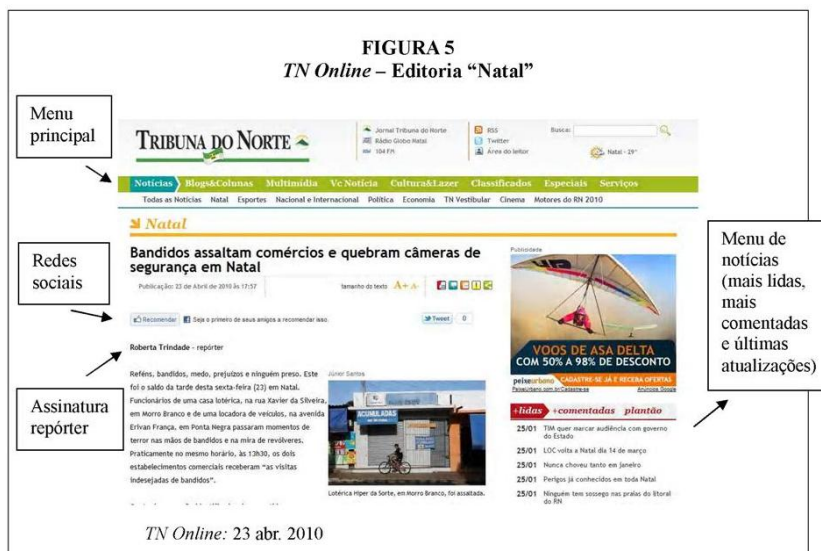 FIGURA 5
TN Online – Editoria “Natal”
Menu
principal
TRIBUNA DO NORTE
Jornal Tribuna do Norte
Rádio Globo Natal
104 FM
RSS
Twitter
Área do leitor
Busca:
Natal - 29°
Notícias Blogs&Colunas Multimídia Vc Notícia Cultura&Lazer Classificados Especiais Serviços
Todas as Notícias Natal Esportes Nacional e Internacional Política Economia TN Vestibular Cinema Motores do RN 2010
Natal
Bandidos assaltam comércios e quebram câmeras de
segurança em Natal
Publicação: 23 de Abril de 2010 às 17:57
tamanho do texto A+ A-
Redes
sociais
Recomendar Seja o primeiro de seus amigos a recomendar isso.
Tweet 0
Roberta Trindade - repórter
Assinatura
repórter
Reféns, bandidos, medo, prejuízos e ninguém preso. Este
foi o saldo da tarde desta sexta-feira (23) em Natal.
Funcionários de uma casa lotérica, na rua Xavier da Silveira,
em Morro Branco e de uma locadora de veículos, na avenida
Erivan França, em Ponta Negra passaram momentos de
terror nas mãos de bandidos e na mira de revólveres.
Praticamente no mesmo horário, às 13h30, os dois
estabelecimentos comerciais receberam “as visitas
indesejadas de bandidos”.
Júnior Santos
ACUMULADAS
Lotérica Hiper da Sorte, em Morro Branco, foi assaltada.
Publicidade
VOOS DE ASA DELTA
COM 50% A 98% DE DESCONTO
peixeurbano CADASTRE-SE JÁ E RECEBA OFERTAS
PeixeUrbano.com.br/Cadastre-se Anúncios Google
+lidas +comentadas plantão
25/01 TIM quer marcar audiência com governo
do Estado
25/01 LOC volta a Natal dia 14 de março
25/01 Nunca choveu tanto em janeiro
25/01 Perigos já conhecidos em toda Natal
25/01 Ninguém tem sossego nas praias do litoral
do RN
Menu de
notícias
(mais lidas,
mais
comentadas
e últimas
atualizações)
TN Online: 23 abr. 2010